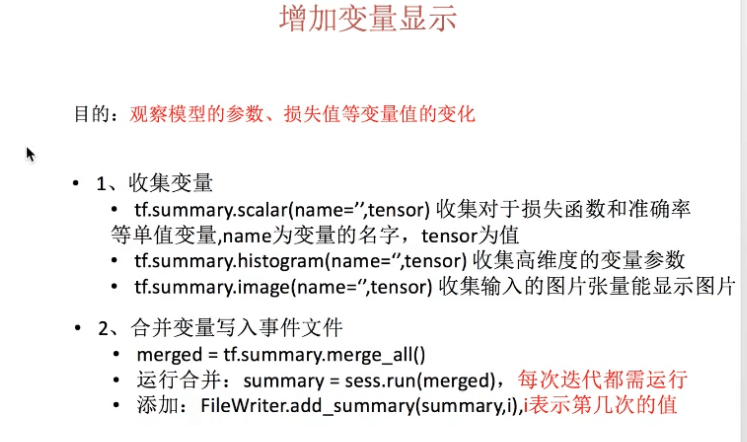 增加变量显示
目的：观察模型的参数、损失值等变量值的变化
• 1、收集变量
• tf.summary.scalar(name=’’,tensor) 收集对于损失函数和准确率
等单值变量,name为变量的名字，tensor为值
• tf.summary.histogram(name=‘’,tensor) 收集高维度的变量参数
• tf.summary.image(name=‘’,tensor) 收集输入的图片张量能显示图片
• 2、合并变量写入事件文件
• merged = tf.summary.merge_all()
• 运行合并：summary = sess.run(merged)，每次迭代都需运行
• 添加：FileWriter.add_summary(summary,i),i表示第几次的值